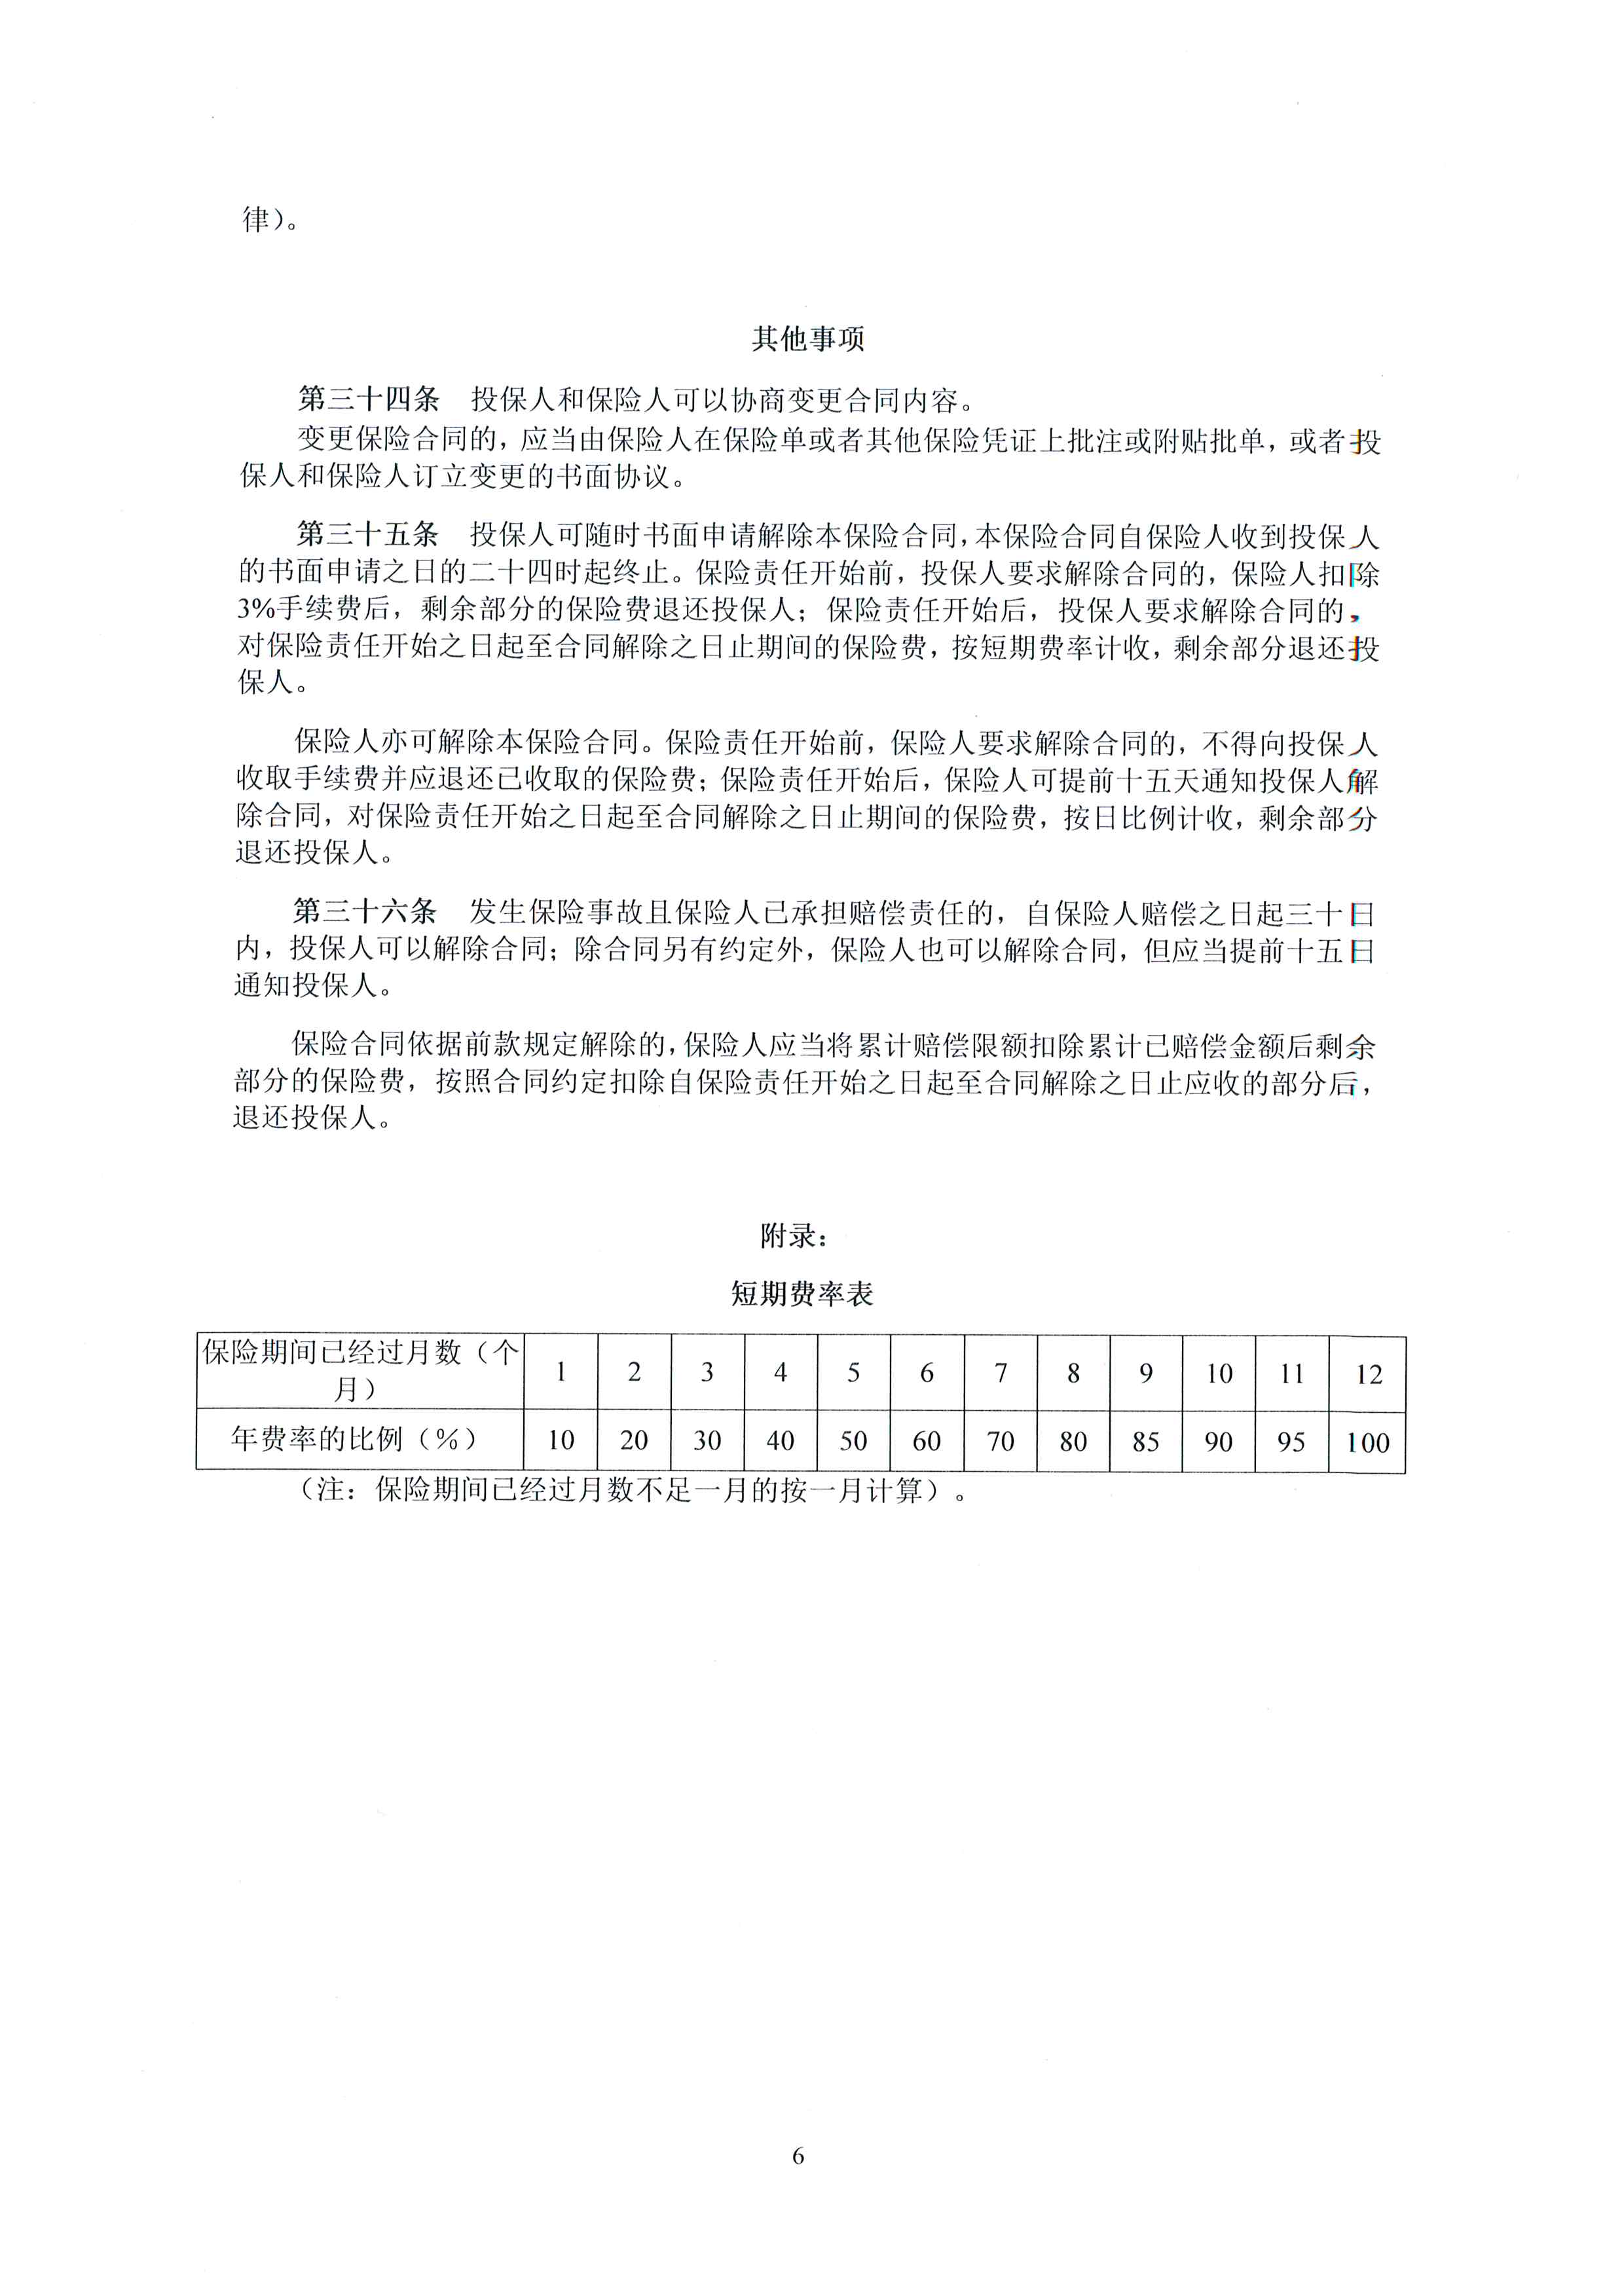 律）。
其他事项
第三十四条　投保人和保险人可以协商变更合同内容。
变更保险合同的，应当由保险人在保险单或者其他保险凭证上批注或附贴批单，或者投
保人和保险人订立变更的书面协议。
第三十五条　投保人可随时书面申请解除本保险合同，本保险合同自保险人收到投保人
的书面申请之日的二十四时起终止。保险责任开始前，投保人要求解除合同的，保险人扣除
3%手续费后，剩余部分的保险费退还投保人；保险责任开始后，投保人要求解除合同的，
对保险责任开始之日起至合同解除之日止期间的保险费，按短期费率计收，剩余部分退还投
保人。
保险人亦可解除本保险合同。保险责任开始前，保险人要求解除合同的，不得向投保人
收取手续费并应退还已收取的保险费；保险责任开始后，保险人可提前十五天通知投保人解
除合同，对保险责任开始之日起至合同解除之日止期间的保险费，按日比例计收，剩余部分
退还投保人。
第三十六条　发生保险事故且保险人已承担赔偿责任的，自保险人赔偿之日起三十日
内，投保人可以解除合同；除合同另有约定外，保险人也可以解除合同，但应当提前十五日
通知投保人。
保险合同依据前款规定解除的，保险人应当将累计赔偿限额扣除累计已赔偿金额后剩余
部分的保险费，按照合同约定扣除自保险责任开始之日起至合同解除之日止应收的部分后，
退还投保人。
附录：
短期费率表
保险期间已经过月数（个
月） 1 2 3 4 5 6 7 8 9 10 11 12
年费率的比例（%） 10 20 30 40 50 60 70 80 85 90 95 100
（注：保险期间已经过月数不足一月的按一月计算）。
6